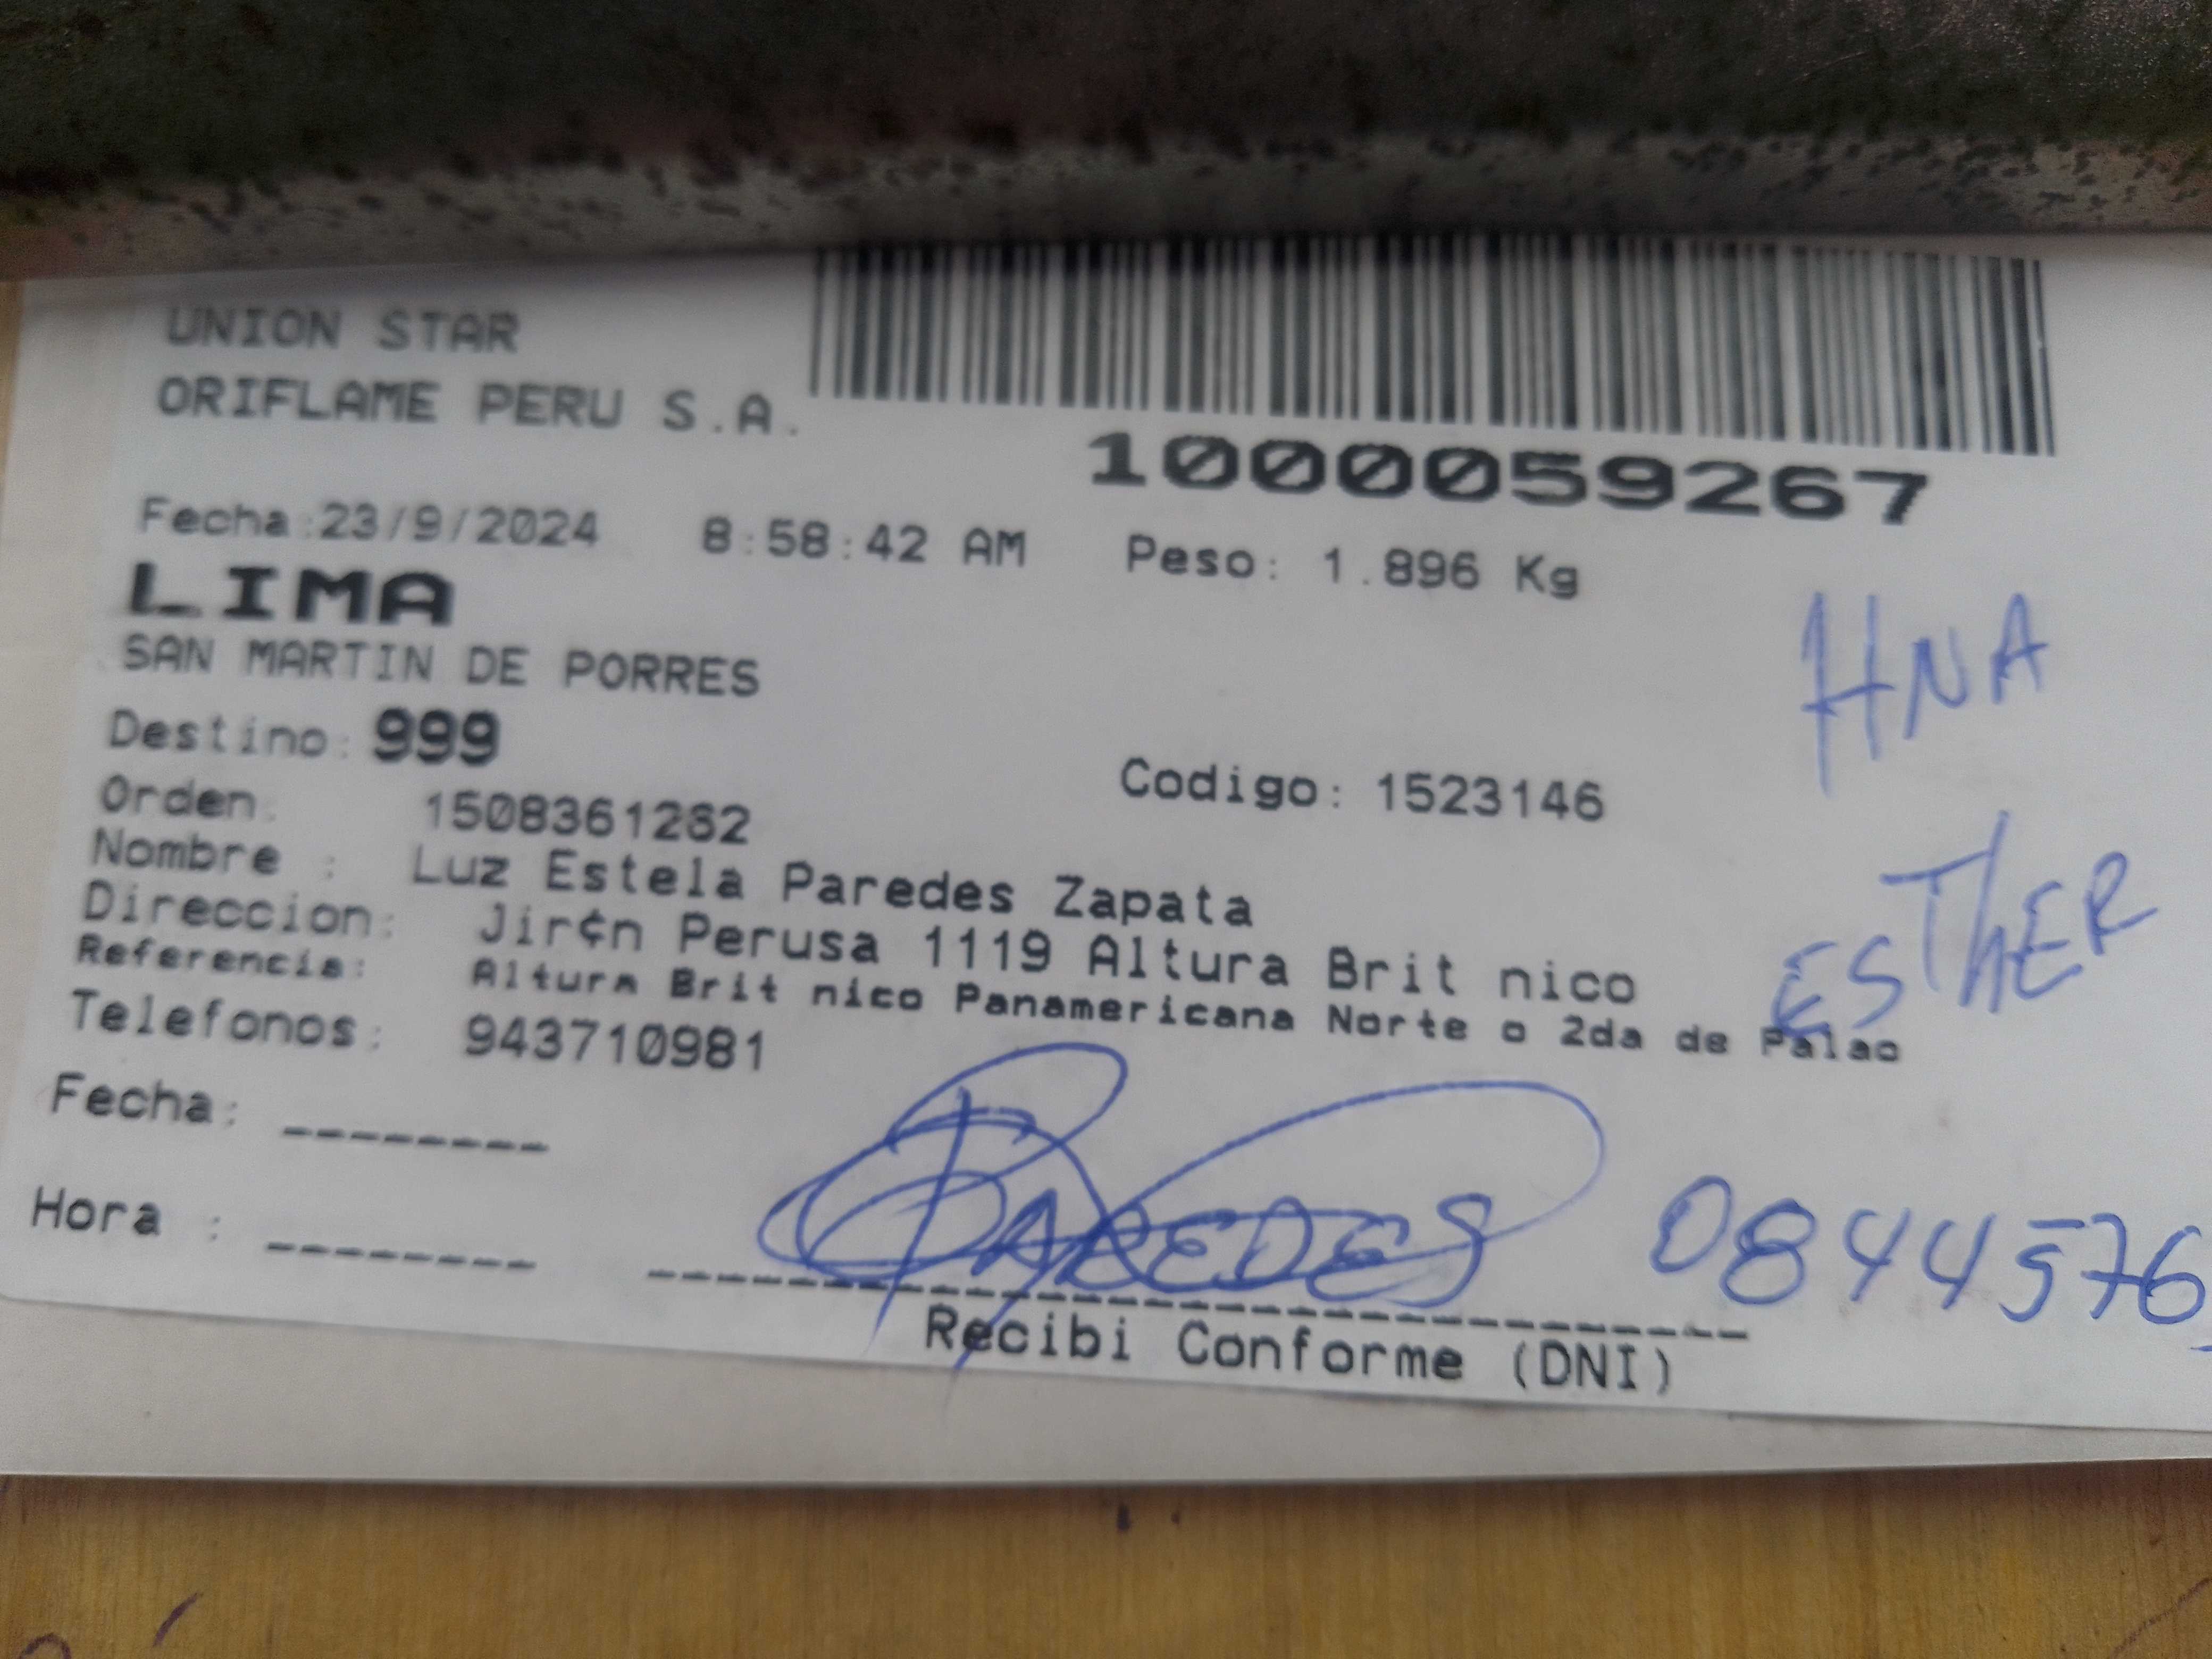 UNION STAR
ORIFLAME PERU S.A.
1000059267
Fecha:23/9/2024 8:58:42 AM Peso: 1.896 Kg
LIMA
SAN MARTIN DE PORRES
HNA
Destino: 999
Codigo: 1523146
Orden: 1508361262
Nombre : Luz Estela Paredes Zapata
ESTHER
Direccion: Jir¢n Perusa 1119 Altura Brit nico
Referencia: Altura Brit nico Panamericana Norte o 2da de Palao
Telefonos: 943710981
Fecha: --------
Hora : --------
PAREDES 0844576
Recibi Conforme (DNI)